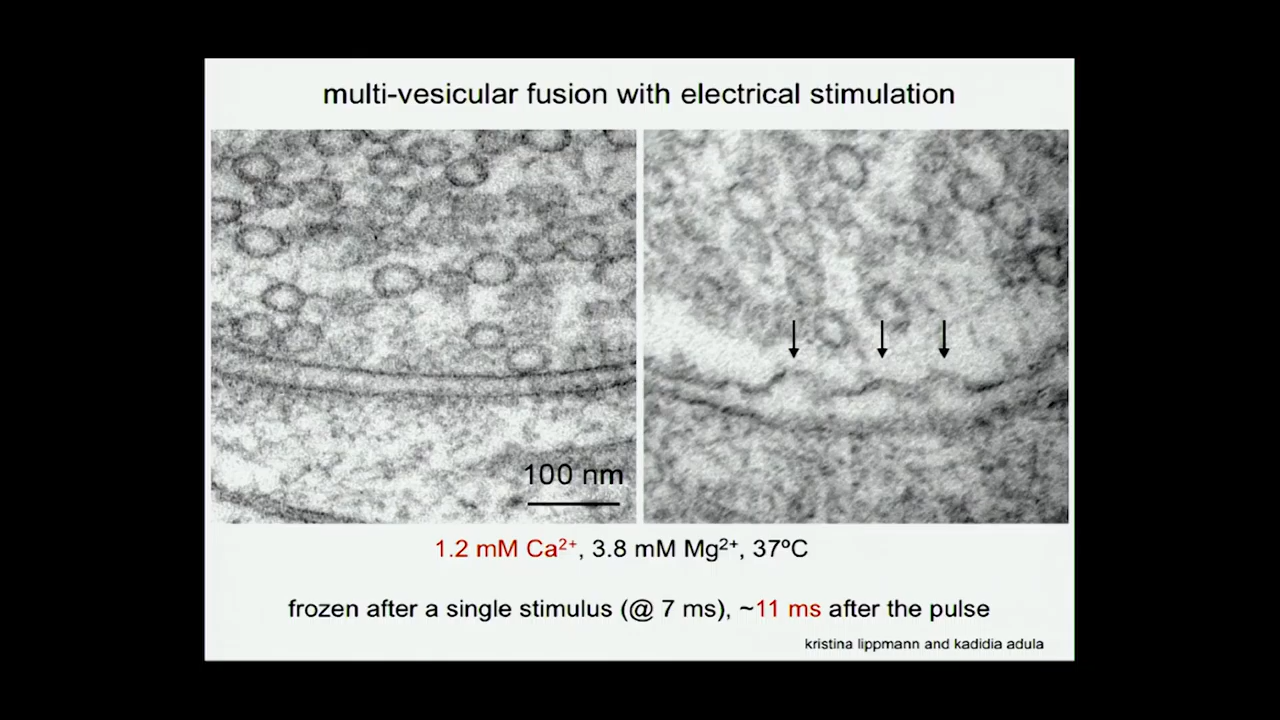 multi-vesicular fusion with electrical stimulation
100 nm
1.2 mM Ca²⁺, 3.8 mM Mg²⁺, 37ºC
frozen after a single stimulus (@ 7 ms), ~11 ms after the pulse
kristina lippmann and kadidia adula